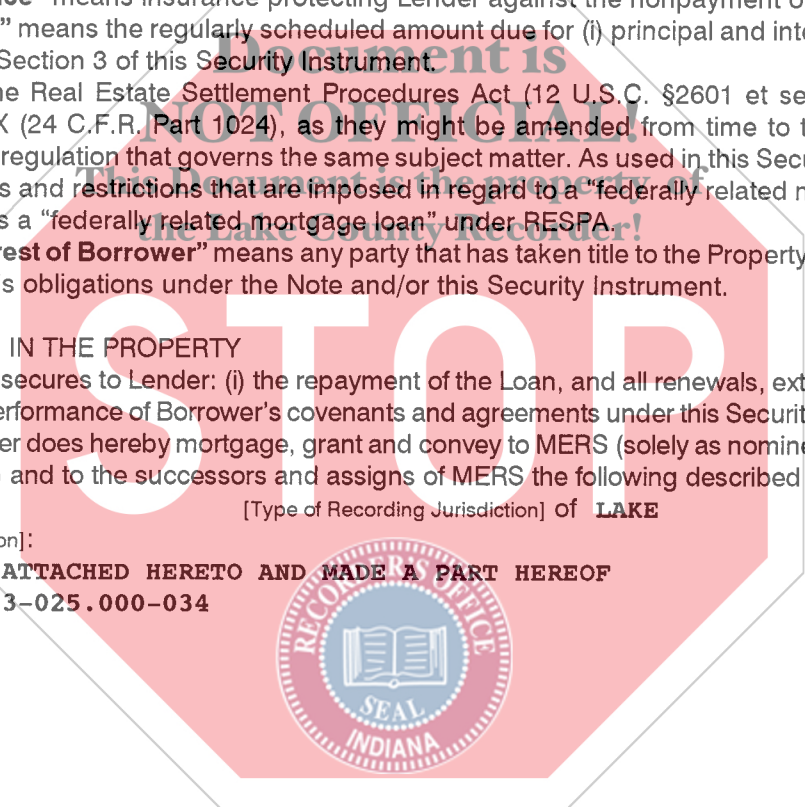 means insurance protecting Lender against the nonpayment o
” means the regularly scheduled amount due for (i) principal and inte
Section 3 of this Security Instrument.
e Real Estate Settlement Procedures Act (12 U.S.C. §2601 et se
X (24 C.F.R. Part 1024), as they might be amended from time to t
regulation that governs the same subject matter. As used in this Secu
s and restrictions that are imposed in regard to a “federally related m
s a “federally related mortgage loan” under RESPA.
rest of Borrower” means any party that has taken title to the Property
’s obligations under the Note and/or this Security Instrument.
IN THE PROPERTY
secures to Lender: (i) the repayment of the Loan, and all renewals, ext
erformance of Borrower’s covenants and agreements under this Securit
er does hereby mortgage, grant and convey to MERS (solely as nomine
and to the successors and assigns of MERS the following described
[Type of Recording Jurisdiction] of LAKE
on]:
ATTACHED HERETO AND MADE A PART HEREOF
3-025.000-034
Document is
NOT OFFICIAL!
This Document is the property of
the Lake County Recorder!
STOP
RECORDER'S OFFICE
SEAL
INDIANA